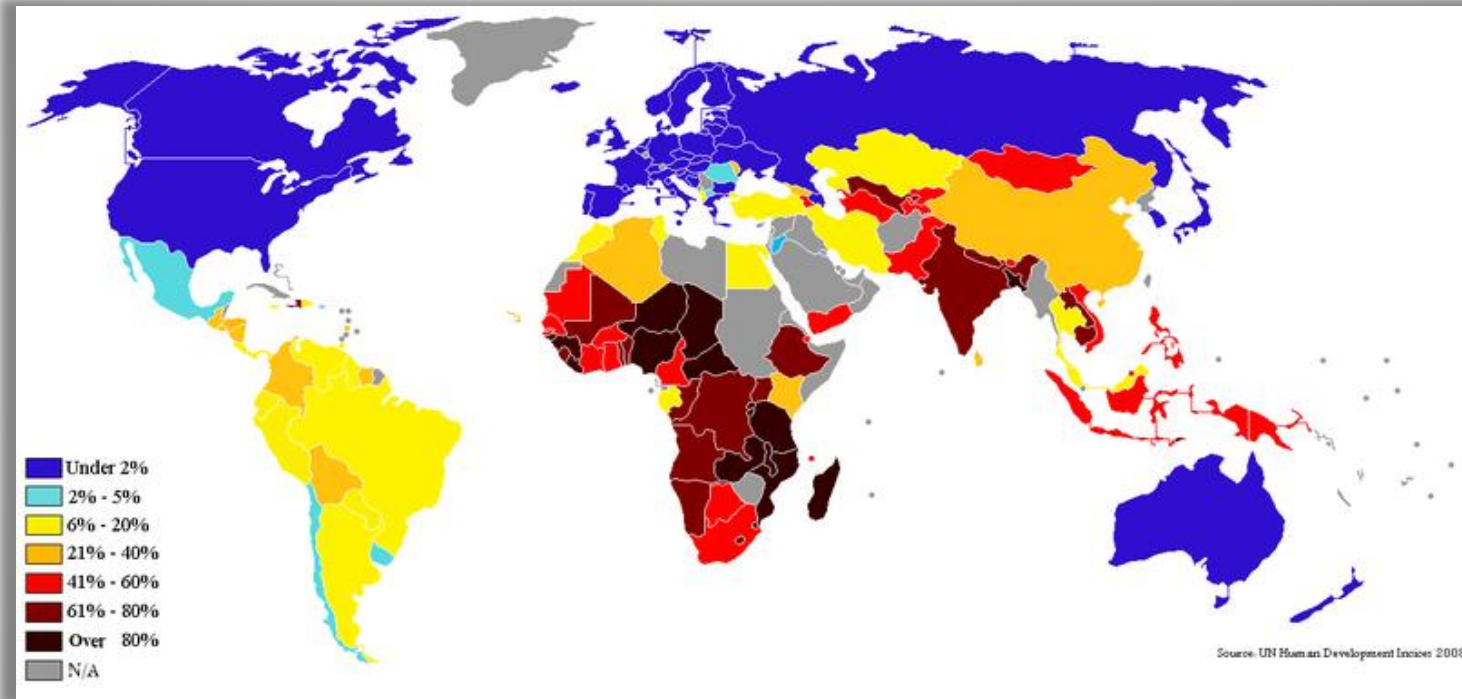 Under 2%
2% - 5%
6% - 20%
21% - 40%
41% - 60%
61% - 80%
Over 80%
N/A
Source: UN Human Development Indices 2008